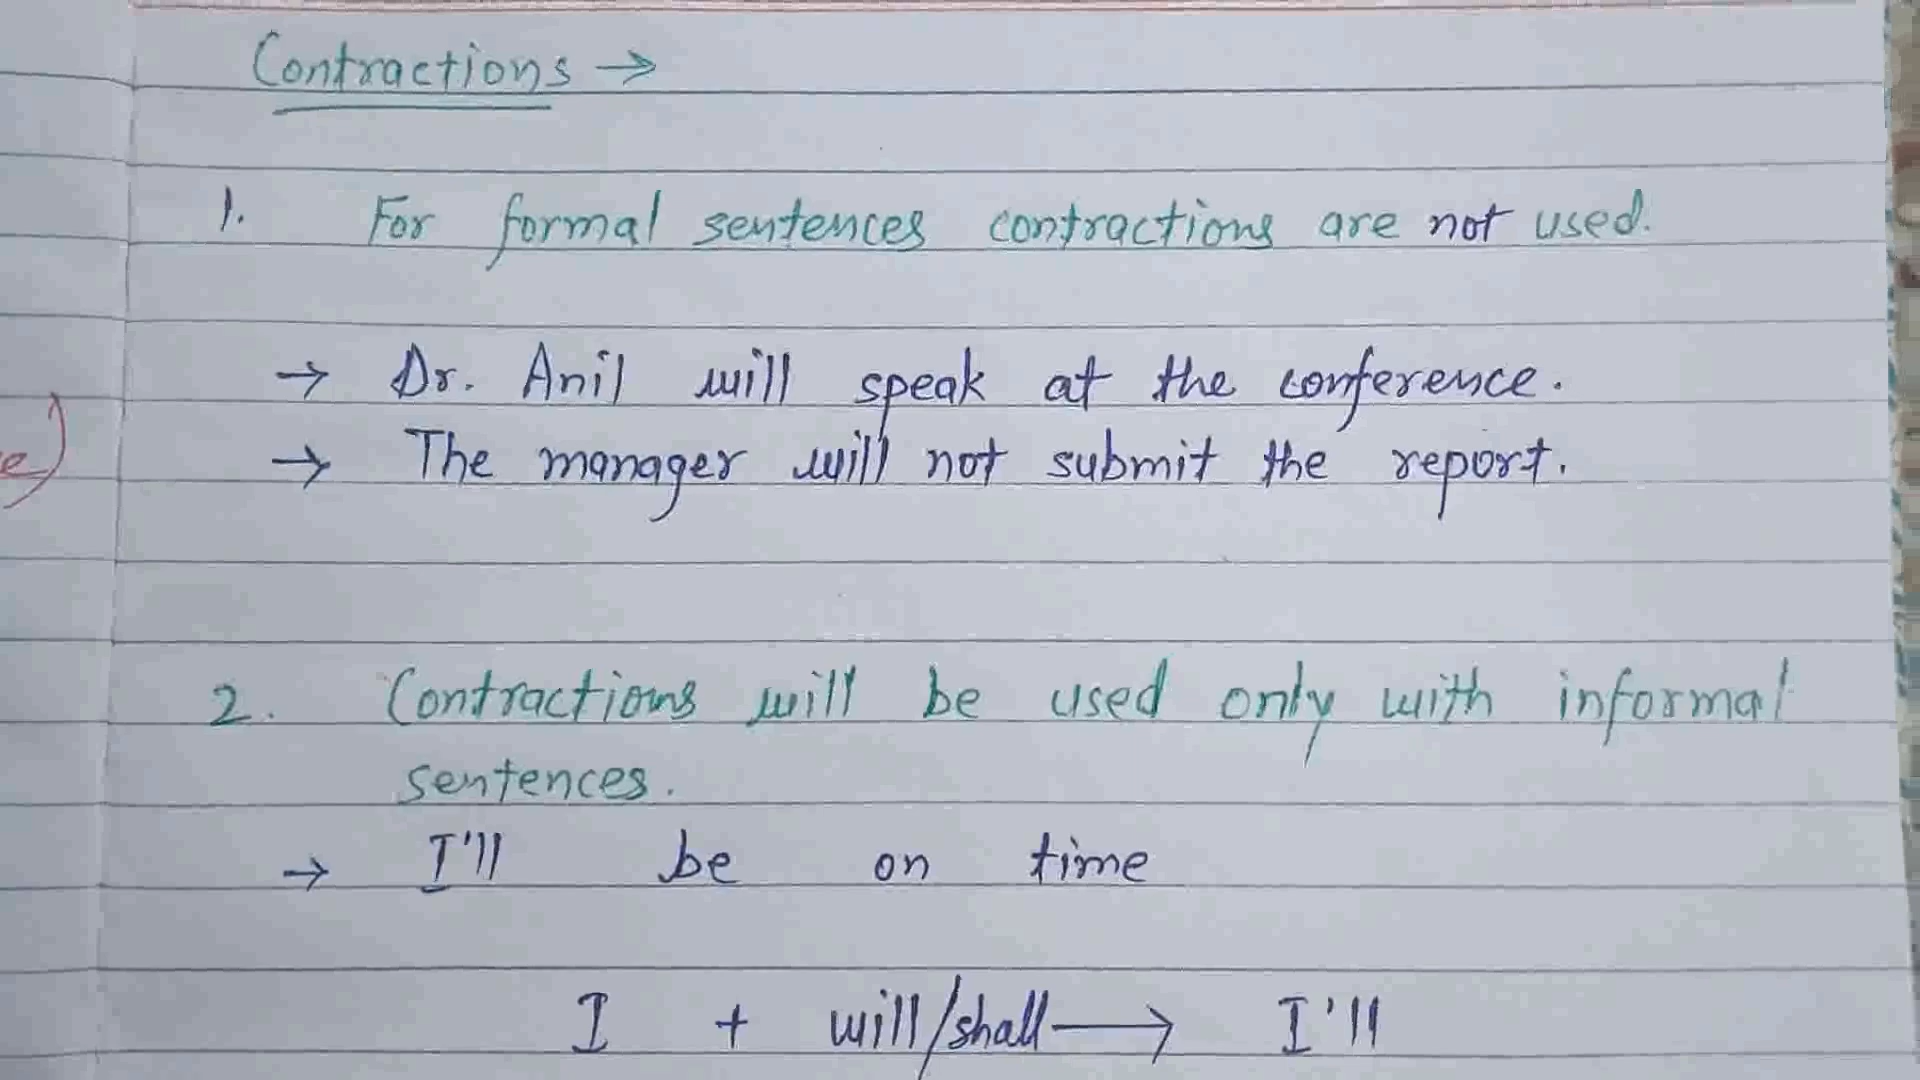 Contractions →
1. For formal sentences contractions are not used.
→ Dr. Anil will speak at the conference.
→ The manager will not submit the report.
2. Contractions will be used only with informal
sentences.
→ I'll be on time
I + will/shall → I'll